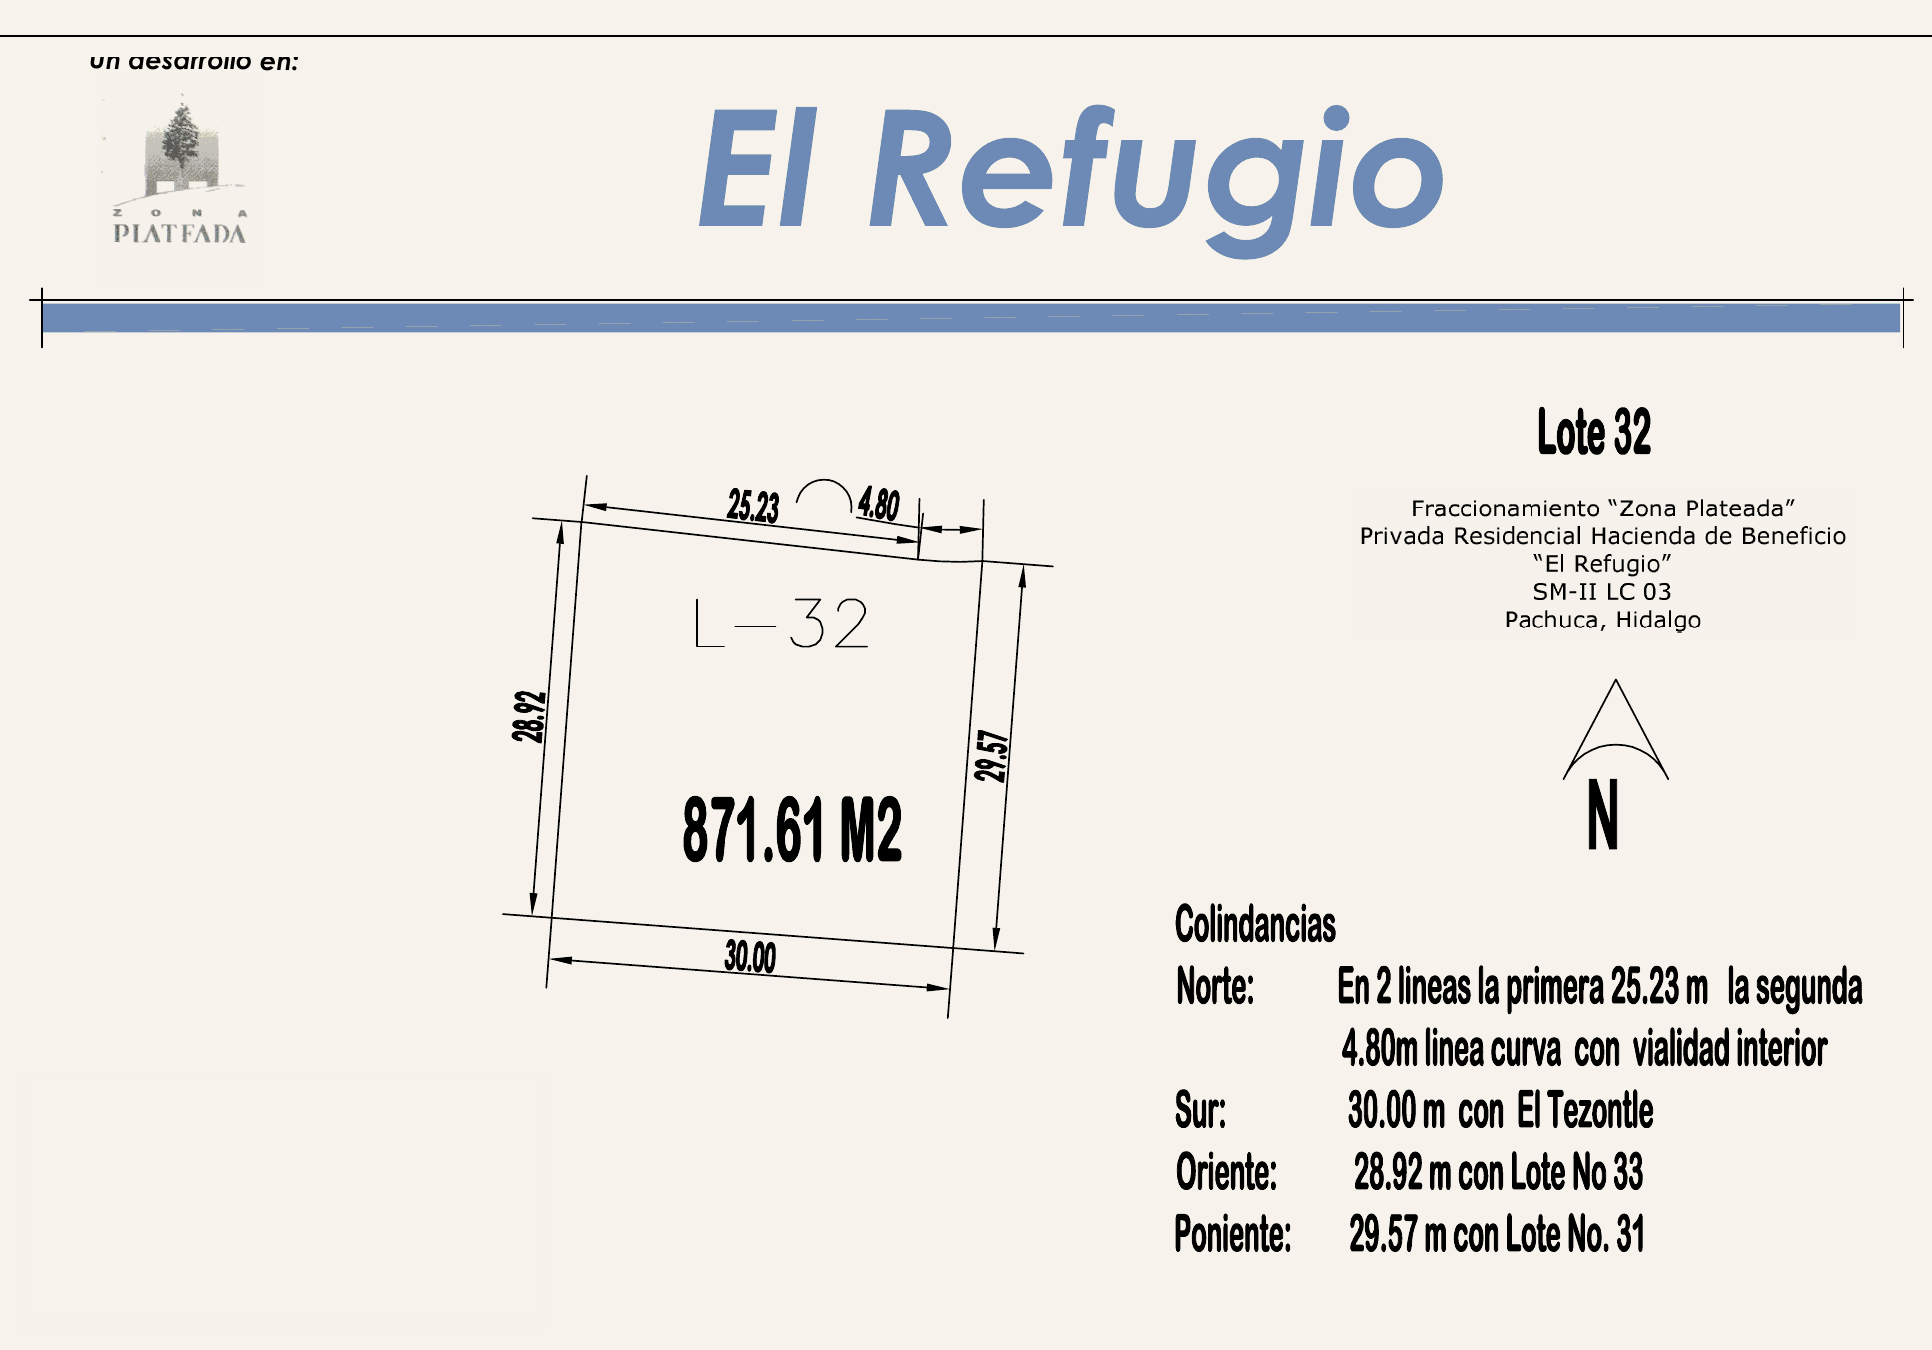 un desarrollo en:
ZONA
PLATEADA
El Refugio
Lote 32
Fraccionamiento “Zona Plateada”
Privada Residencial Hacienda de Beneficio
“El Refugio”
SM-II LC 03
Pachuca, Hidalgo
25.23
4.80
L-32
28.92
29.57
871.61 M2
30.00
N
Colindancias
Norte: En 2 lineas la primera 25.23 m la segunda
4.80m linea curva con vialidad interior
Sur: 30.00 m con El Tezontle
Oriente: 28.92 m con Lote No 33
Poniente: 29.57 m con Lote No. 31